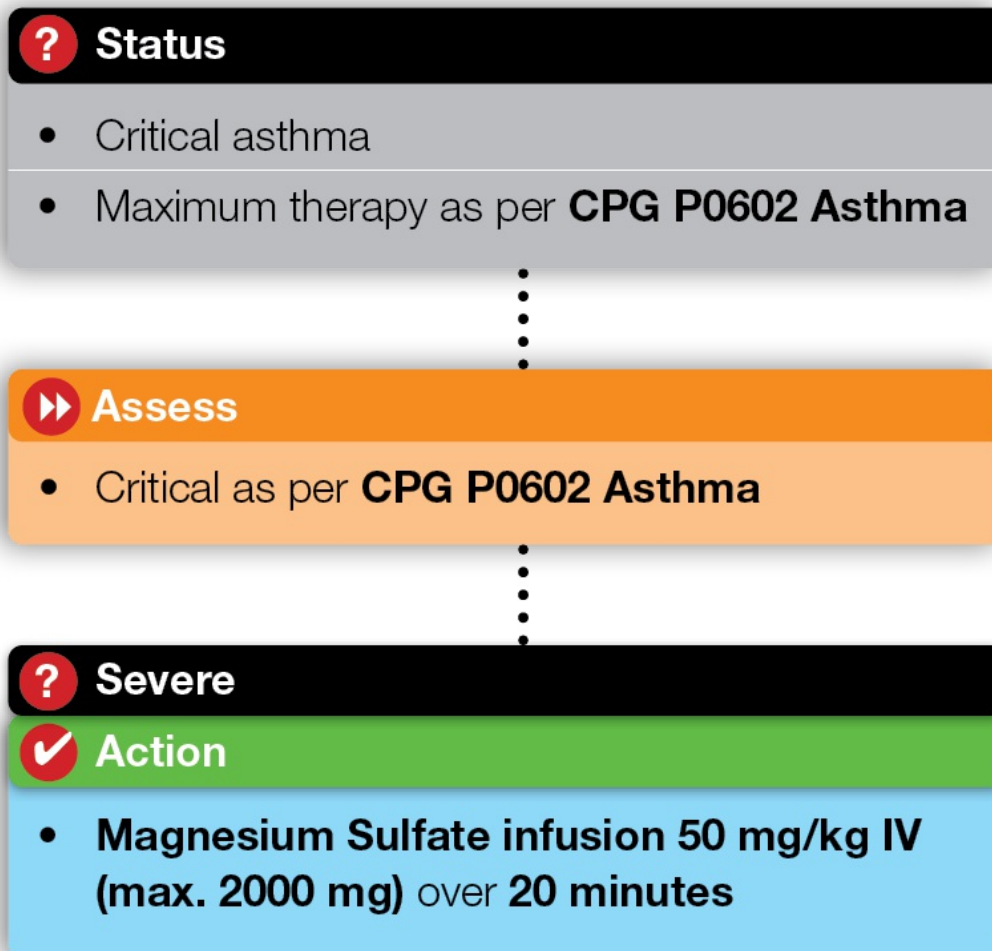 Status
• Critical asthma
• Maximum therapy as per CPG P0602 Asthma
Assess
• Critical as per CPG P0602 Asthma
Severe
Action
• Magnesium Sulfate infusion 50 mg/kg IV
(max. 2000 mg) over 20 minutes